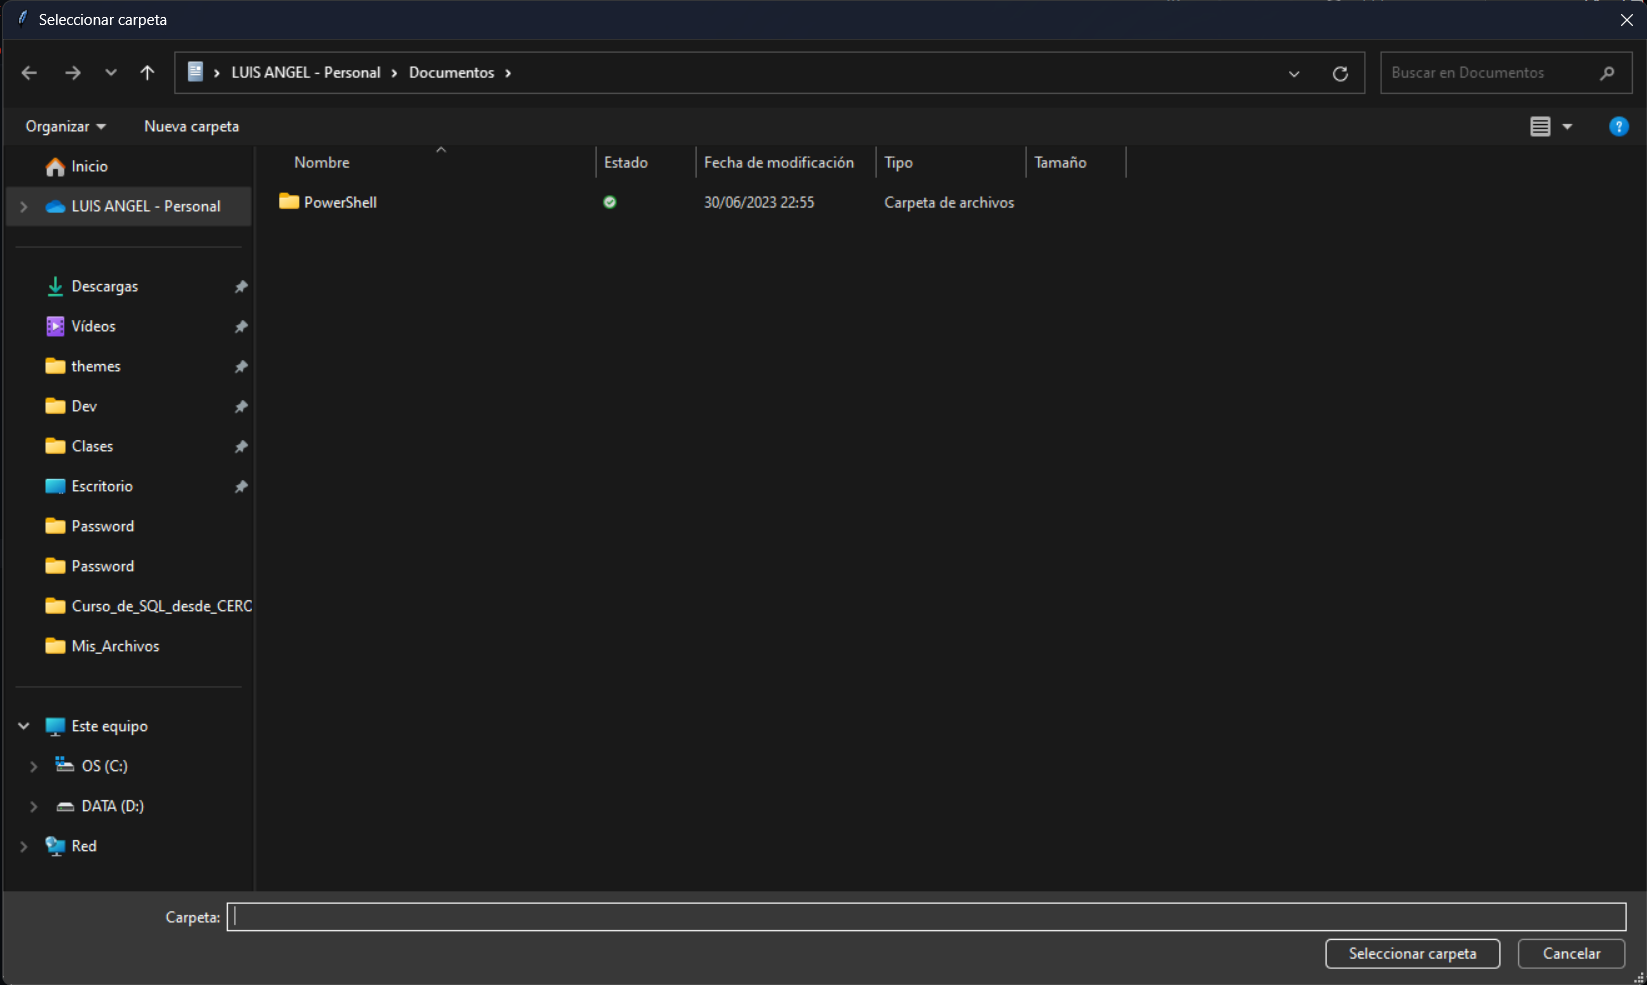 Seleccionar carpeta
LUIS ANGEL - Personal Documentos
Buscar en Documentos
Organizar Nueva carpeta
Inicio
LUIS ANGEL - Personal
Descargas
Vídeos
themes
Dev
Clases
Escritorio
Password
Password
Curso_de_SQL_desde_CERO
Mis_Archivos
Este equipo
OS (C:)
DATA (D:)
Red
Nombre Estado Fecha de modificación Tipo Tamaño
PowerShell 30/06/2023 22:55 Carpeta de archivos
Carpeta:
Seleccionar carpeta Cancelar